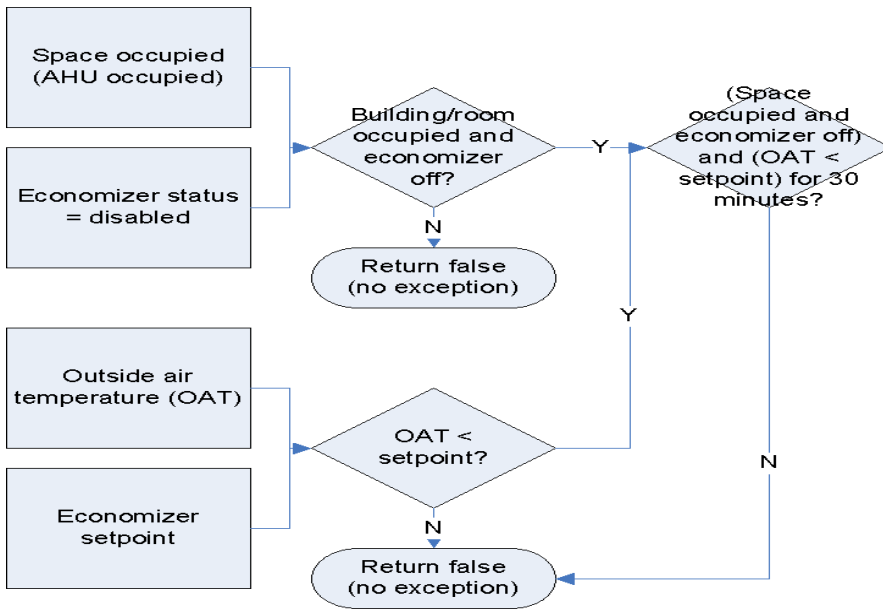 Space occupied
(AHU occupied)
Economizer status
= disabled
Building/room
occupied and
economizer
off?
Y
(Space
occupied and
economizer off)
and (OAT <
setpoint) for 30
minutes?
N
Return false
(no exception)
Y
Outside air
temperature (OAT)
Economizer
setpoint
OAT <
setpoint?
N
N
Return false
(no exception)